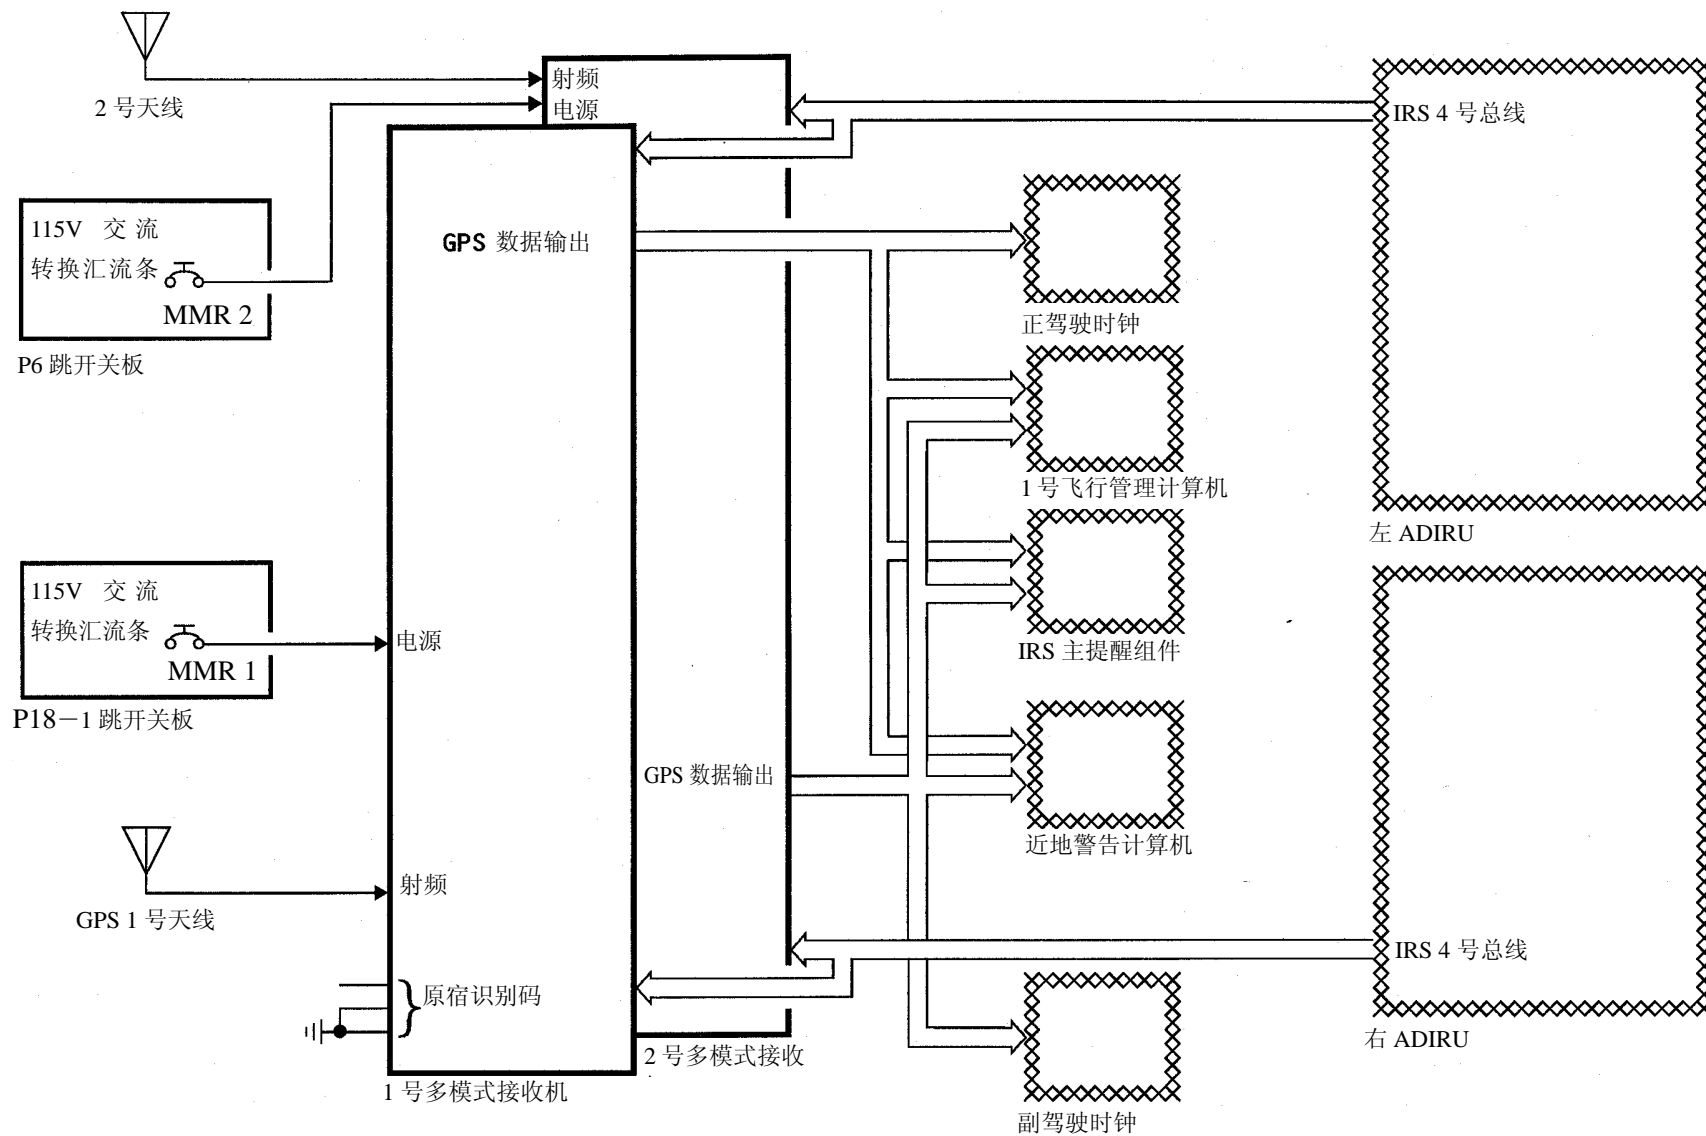 2 号天线
射频
电源
IRS 4 号总线
115V 交 流
转换汇流条
MMR 2
P6 跳开关板
GPS 数据输出
正驾驶时钟
1 号飞行管理计算机
左 ADIRU
115V 交 流
转换汇流条
MMR 1
P18－1 跳开关板
电源
IRS 主提醒组件
GPS 数据输出
近地警告计算机
射频
GPS 1 号天线
原宿识别码
IRS 4 号总线
右 ADIRU
2 号多模式接收
1 号多模式接收机
副驾驶时钟